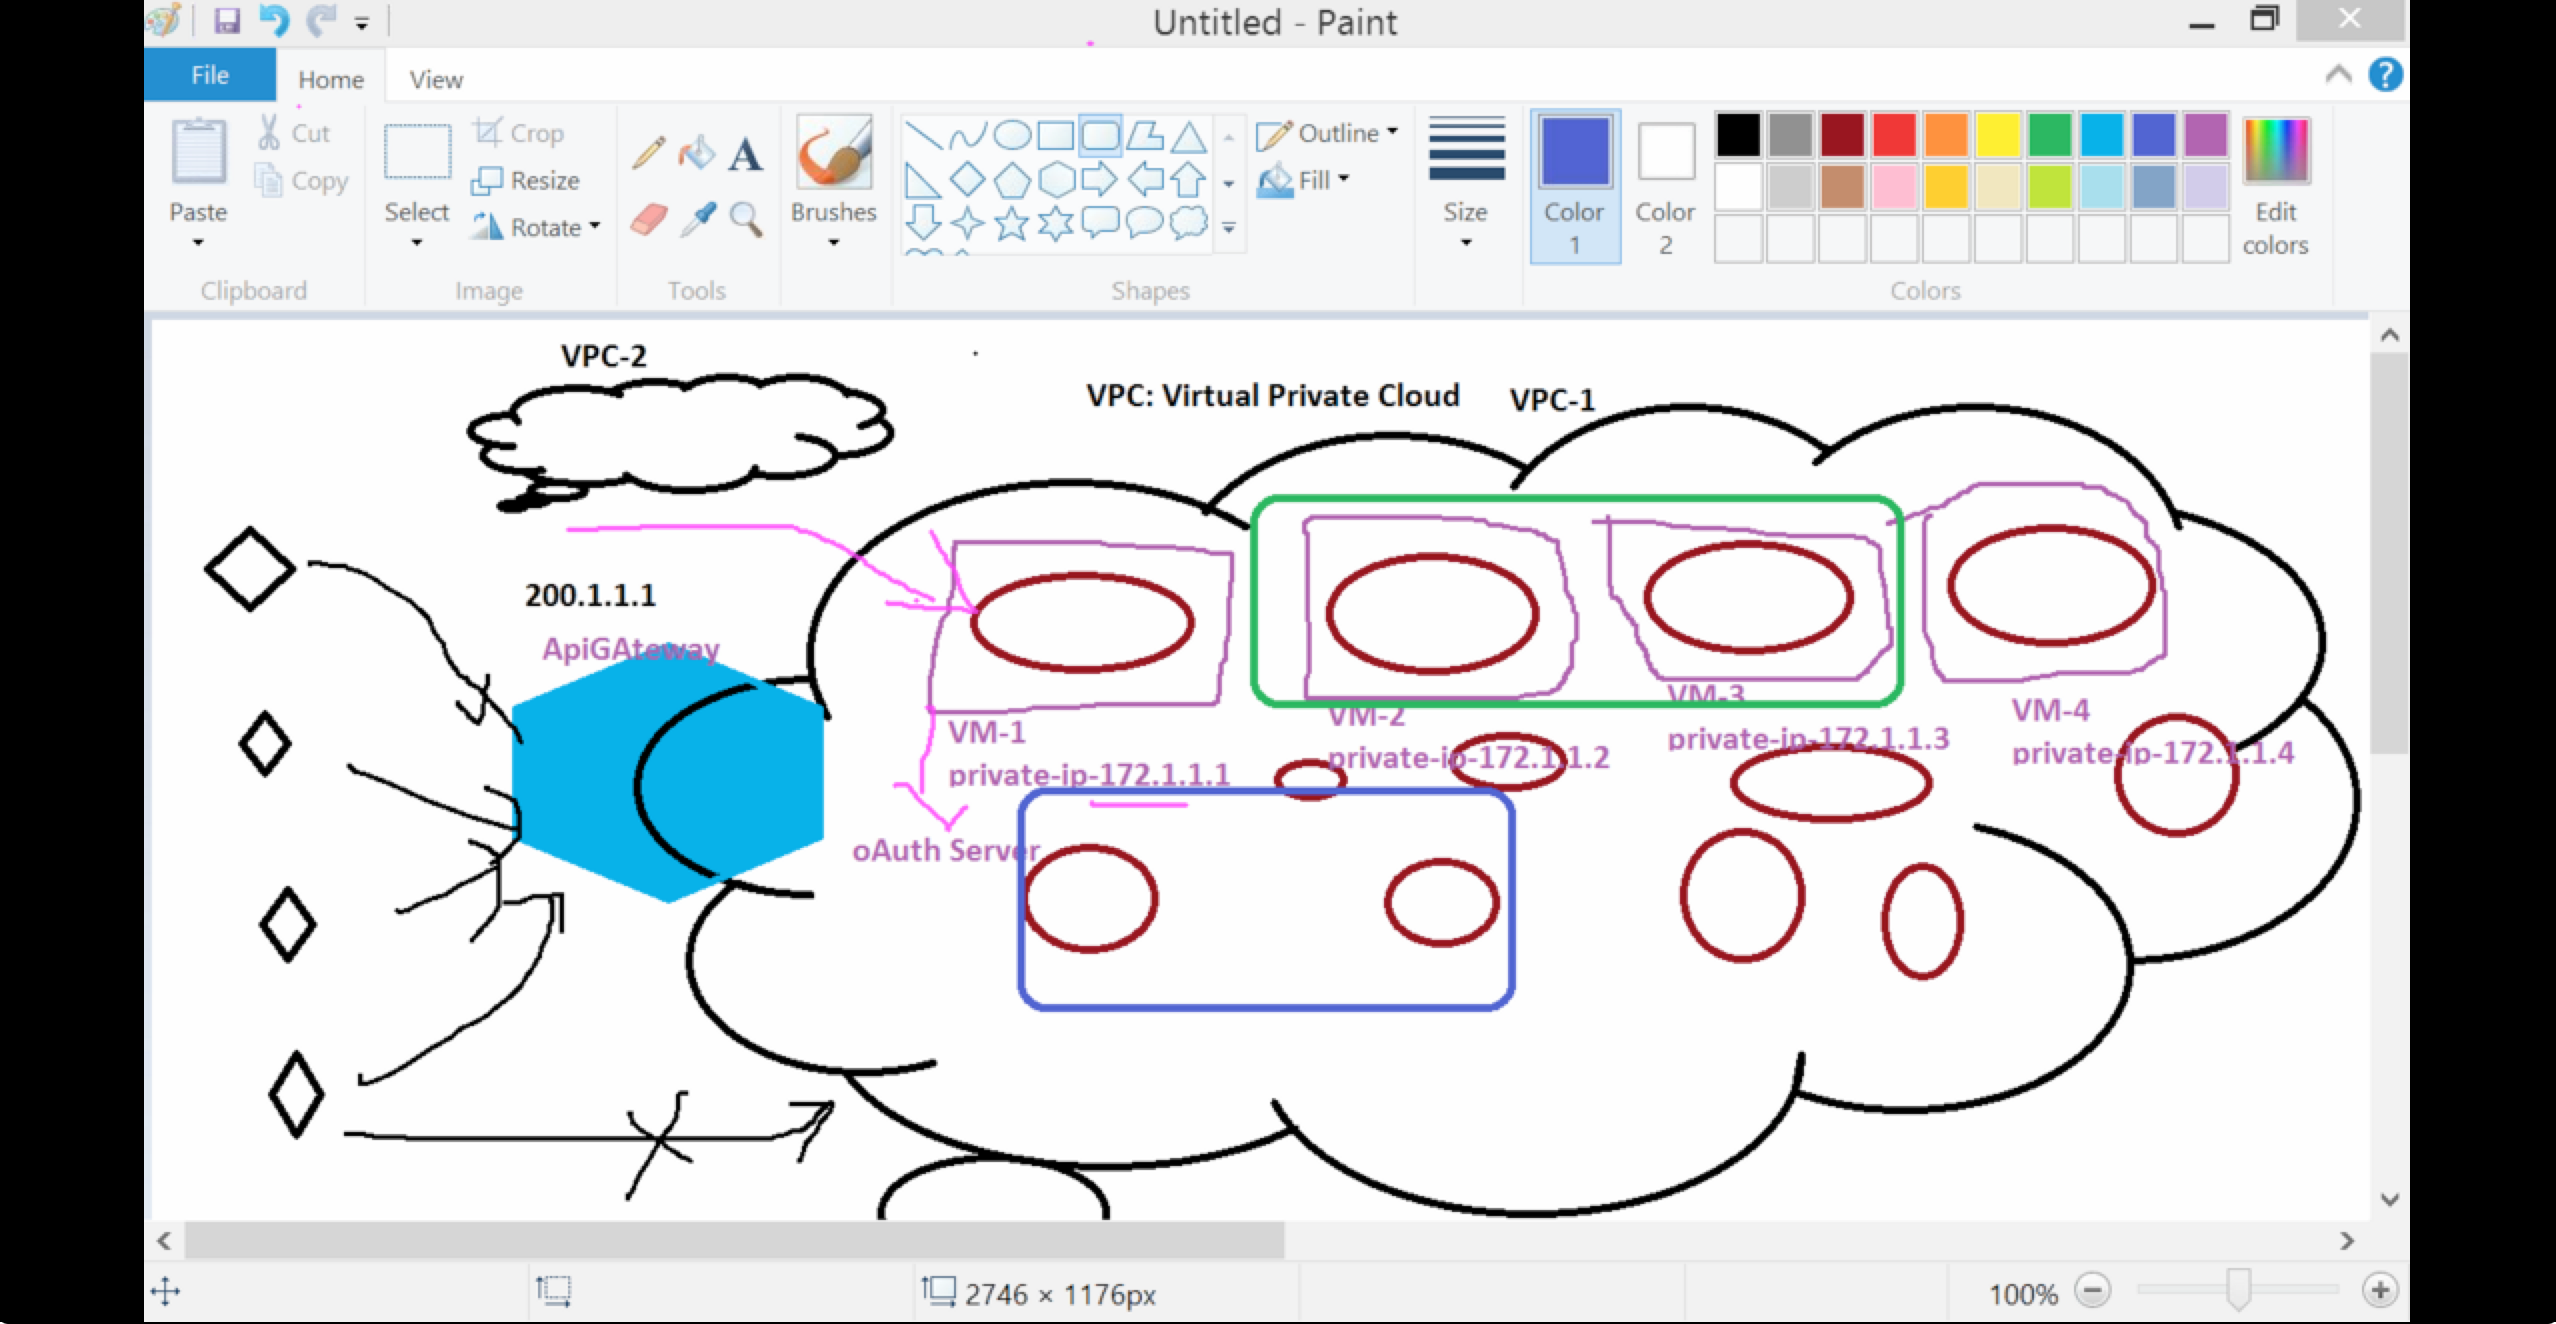 Untitled - Paint
File
Home
View
Cut
Copy
Paste
Clipboard
Crop
Resize
Rotate
Select
Image
A
Tools
Brushes
Outline
Fill
Shapes
Size
Color
1
Color
2
Edit
colors
Colors
VPC-2
VPC: Virtual Private Cloud
VPC-1
200.1.1.1
ApiGAteway
VM-1
private-ip-172.1.1.1
VM-2
private-ip-172.1.1.2
VM-3
private-ip-172.1.1.3
VM-4
private-ip-172.1.1.4
oAuth Server
2746 × 1176px
100%